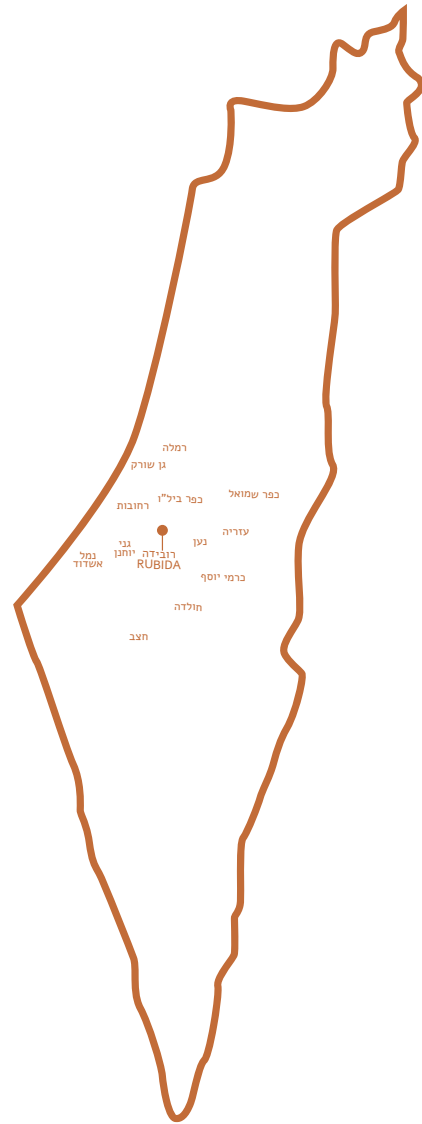 רמלה
גן שורק
כפר שמואל
כפר ביל״ו
רחובות
עזריה
נען
גני
יוחנן
נמל
אשדוד
רובידה
RUBIDA
כרמי יוסף
חולדה
חצב